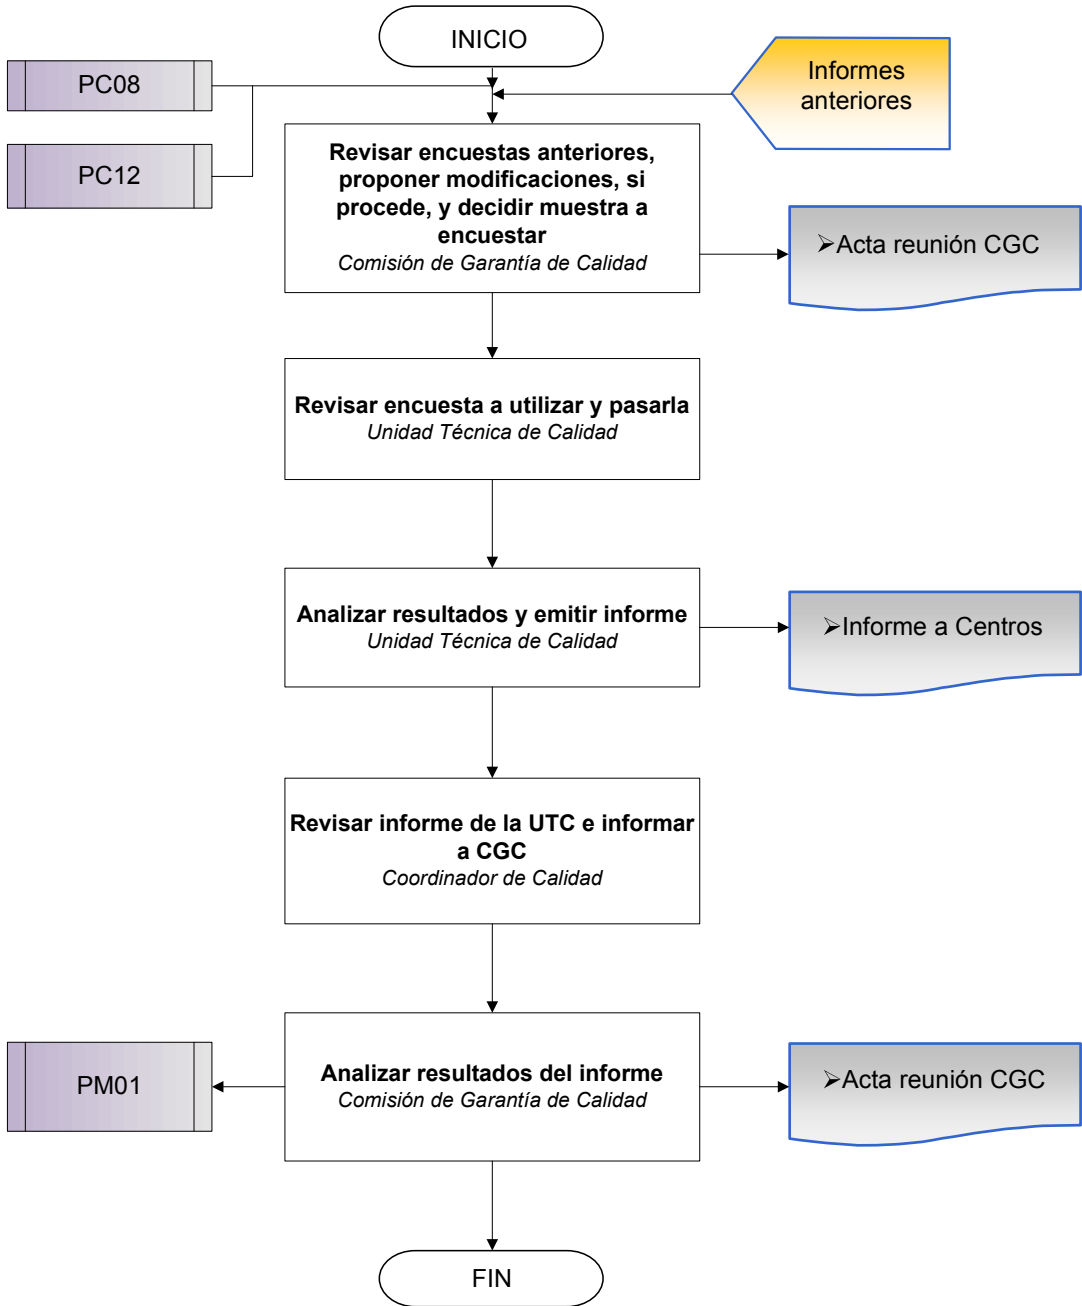 INICIO
PC08
Informes
anteriores
PC12
Revisar encuestas anteriores,
proponer modificaciones, si
procede, y decidir muestra a
encuestar
Comisión de Garantía de Calidad
➢Acta reunión CGC
Revisar encuesta a utilizar y pasarla
Unidad Técnica de Calidad
Analizar resultados y emitir informe
Unidad Técnica de Calidad
➢Informe a Centros
Revisar informe de la UTC e informar
a CGC
Coordinador de Calidad
PM01
Analizar resultados del informe
Comisión de Garantía de Calidad
➢Acta reunión CGC
FIN